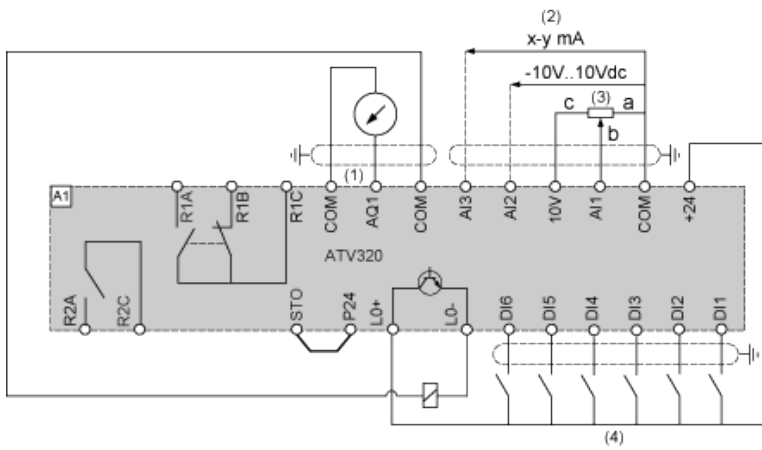 (2)
x-y mA
-10V..10Vdc
c (3) a
b
(1)
A1
R1A R1B R1C COM AQ1 COM AI3 AI2 10V AI1 COM +24
ATV320
R2A R2C STO P24 L0+ L0- DI6 DI5 DI4 DI3 DI2 DI1
(4)